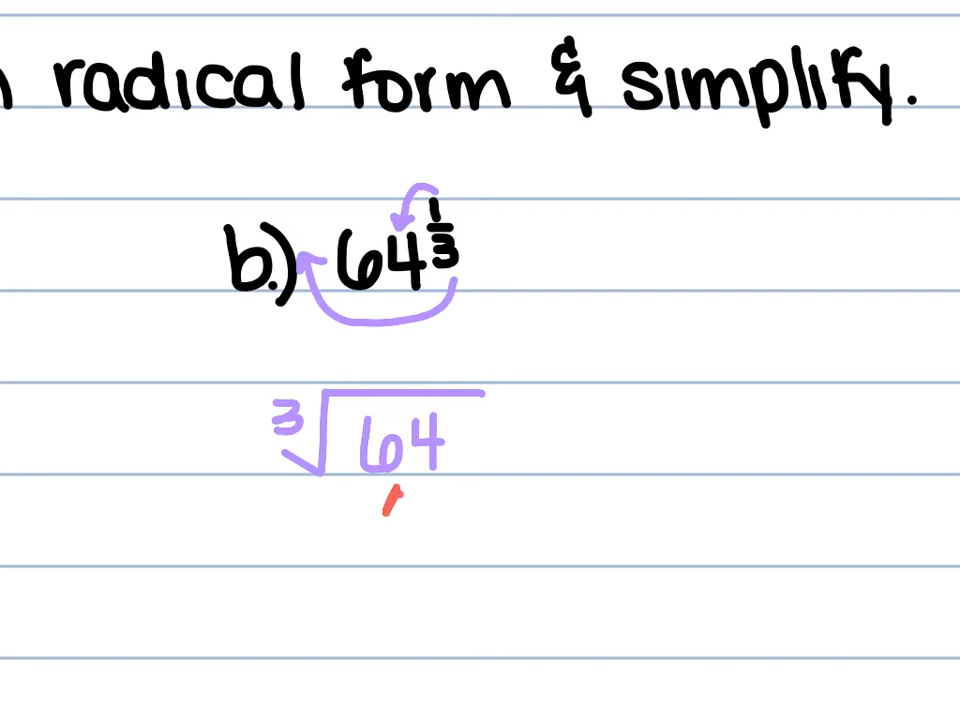 radical form & simplify.
b.) 64^{1/3}
∛64